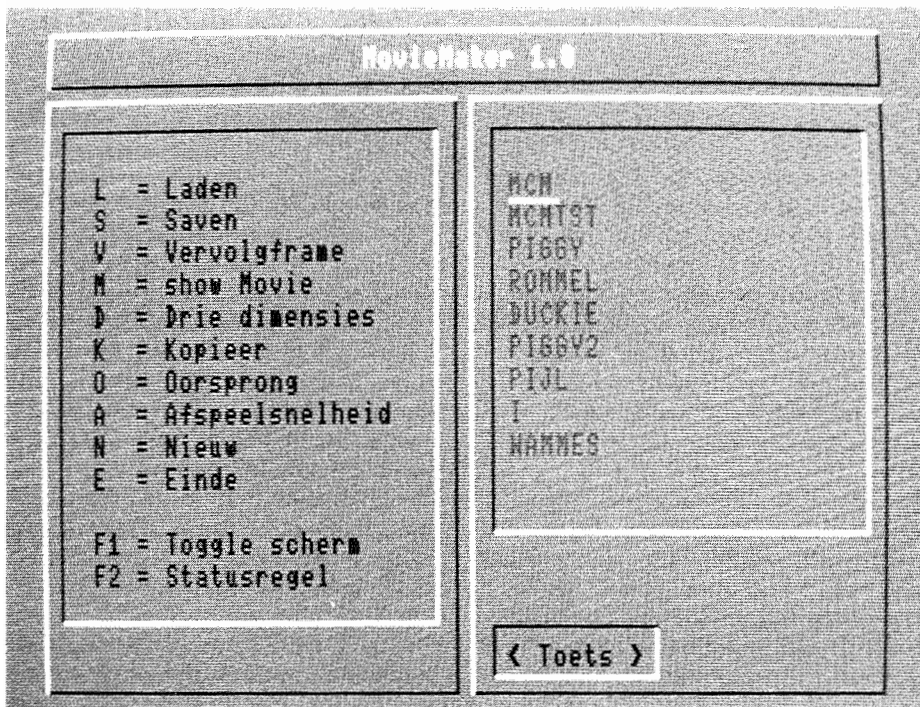 MovieMaker 1.0
L = Laden
S = Saven
V = Vervolgframe
M = show Movie
D = Drie dimensies
K = Kopieer
O = Oorsprong
A = Afspeelsnelheid
N = Nieuw
E = Einde
F1 = Toggle scherm
F2 = Statusregel
MCM
MCMTST
PIGGY
ROMMEL
DUCKIE
PIGGY2
PIJL
I
WAMMES
< Toets >